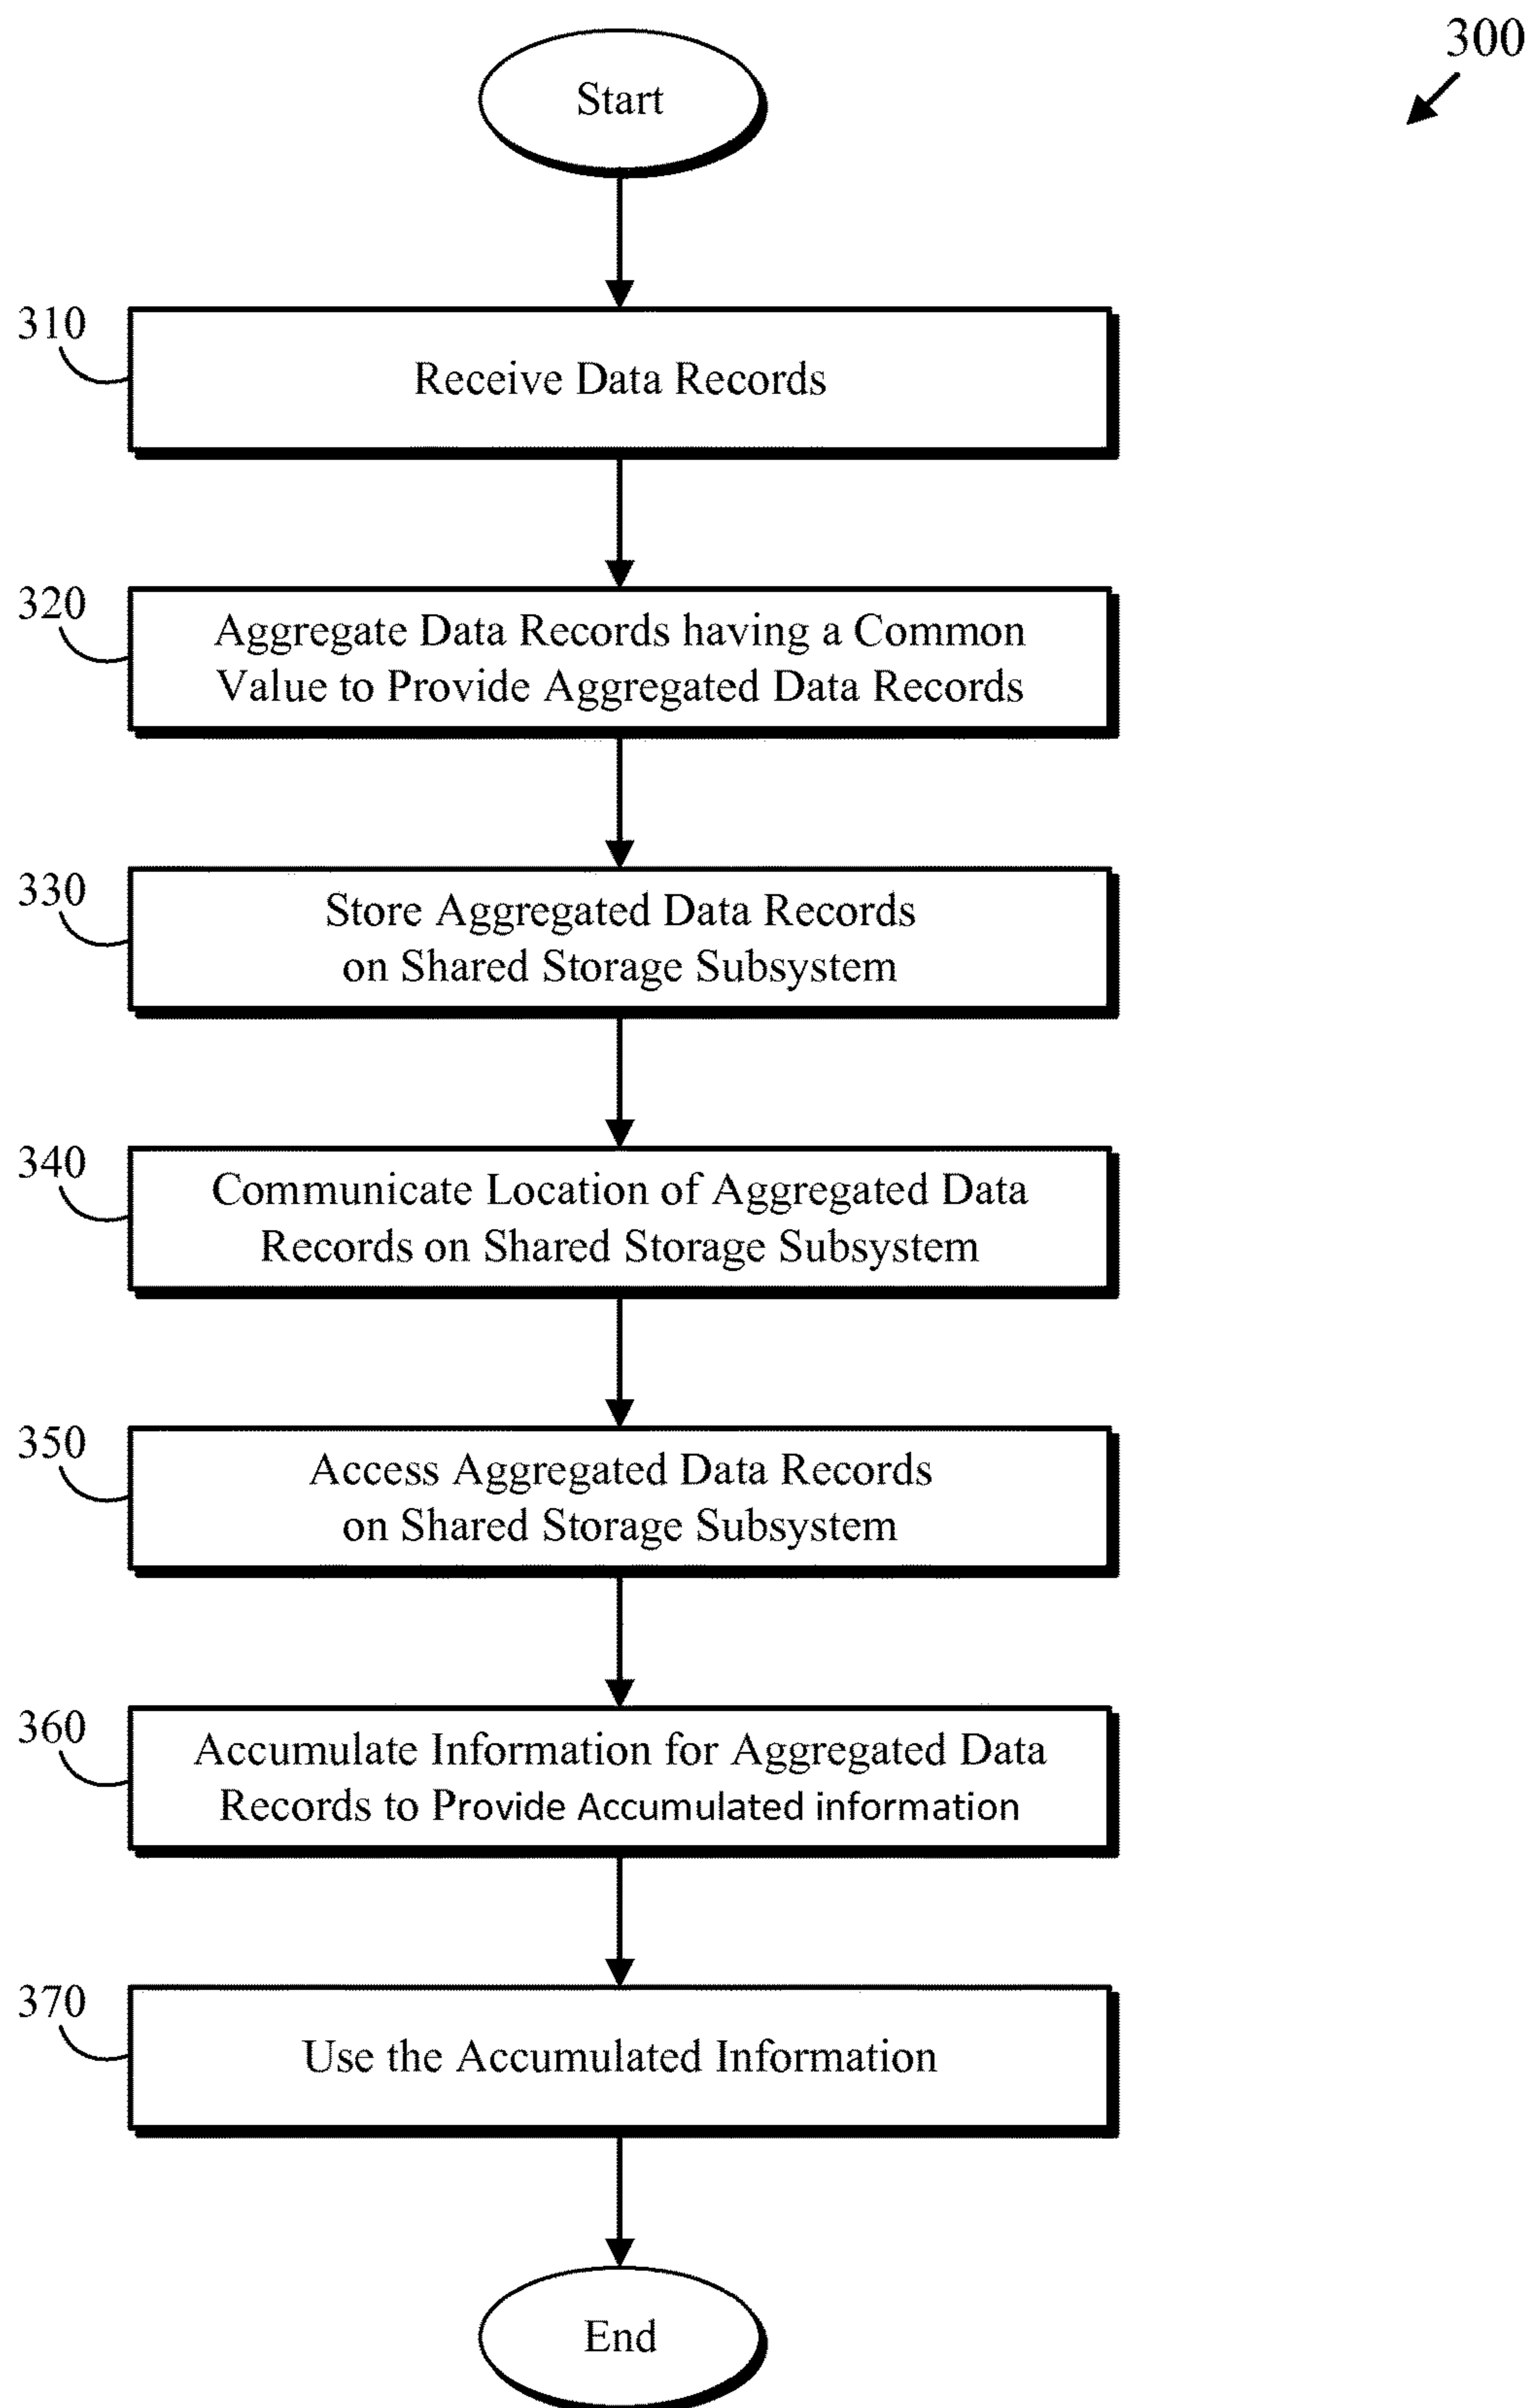 300
Start
310
Receive Data Records
320
Aggregate Data Records having a Common
Value to Provide Aggregated Data Records
330
Store Aggregated Data Records
on Shared Storage Subsystem
340
Communicate Location of Aggregated Data
Records on Shared Storage Subsystem
350
Access Aggregated Data Records
on Shared Storage Subsystem
360
Accumulate Information for Aggregated Data
Records to Provide Accumulated information
370
Use the Accumulated Information
End